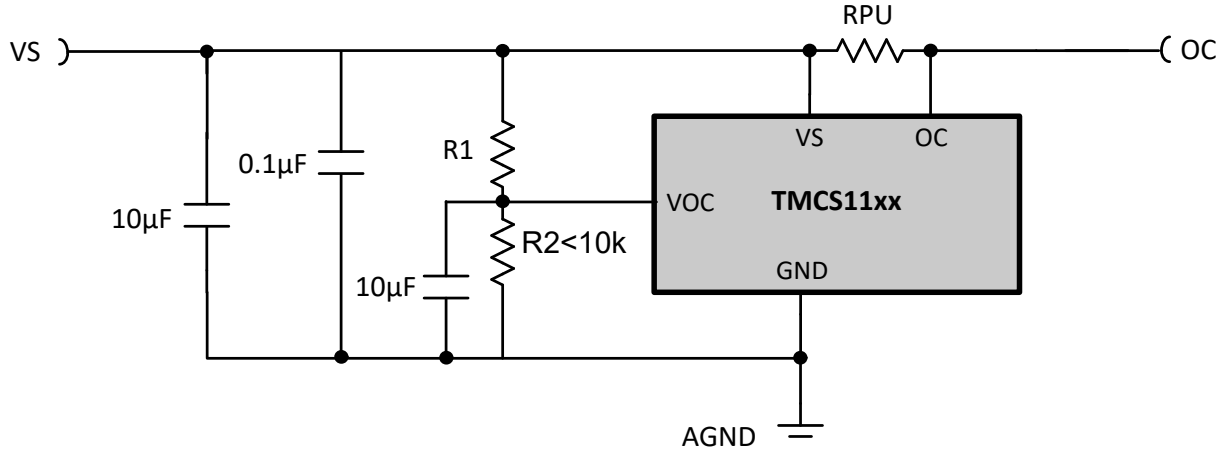 RPU
VS
OC
VS
OC
0.1µF
R1
10µF
VOC
TMCS11xx
R2<10k
10µF
GND
AGND